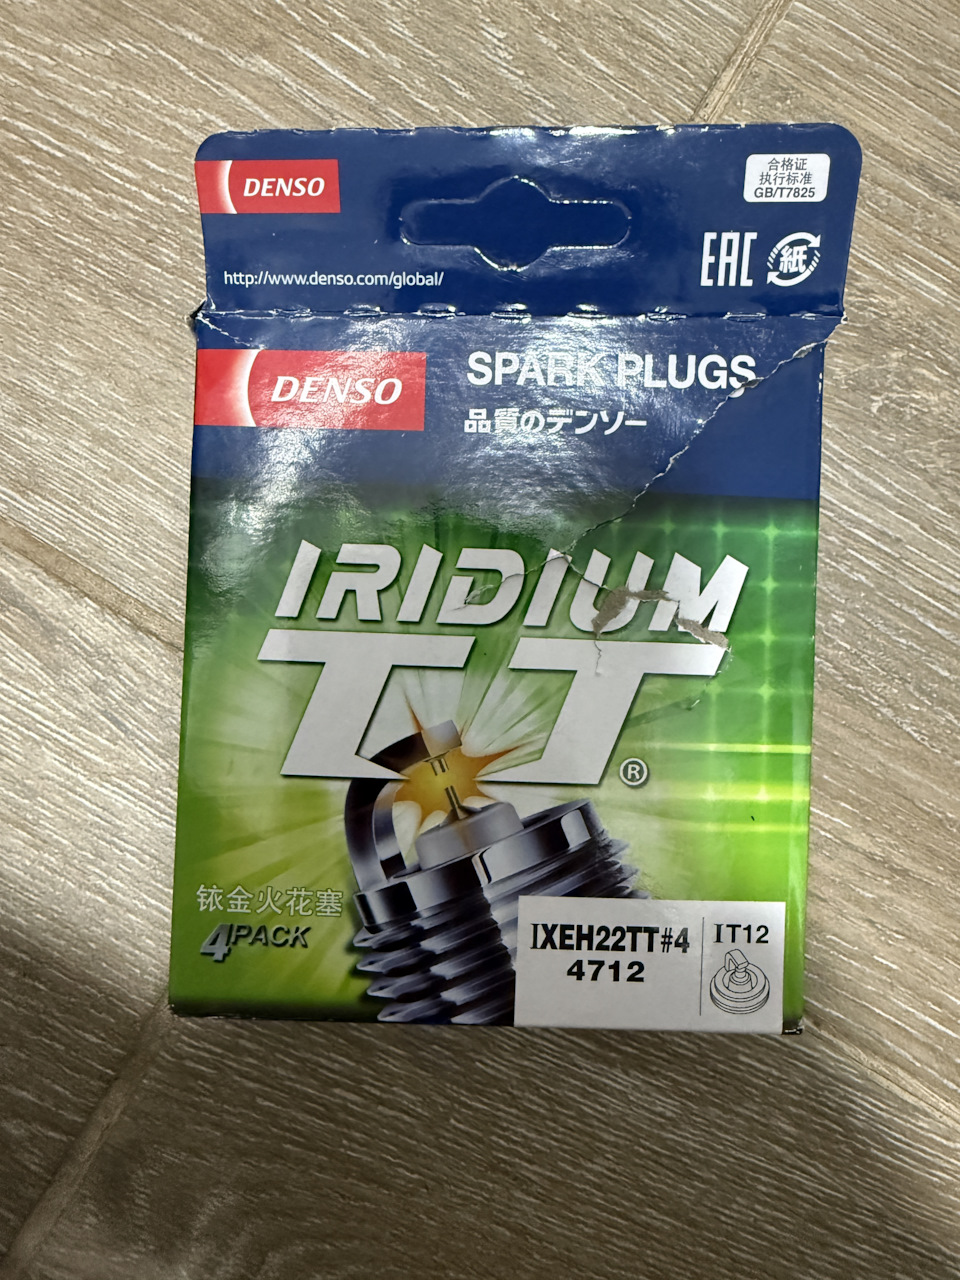 DENSO
合格证
执行标准
GB/T7825
EAC
紙
http://www.denso.com/global/
DENSO
SPARK PLUGS
品質のデンソー
IRIDIUM
TT®
铱金火花塞
4PACK
IXEH22TT#4
4712
IT12